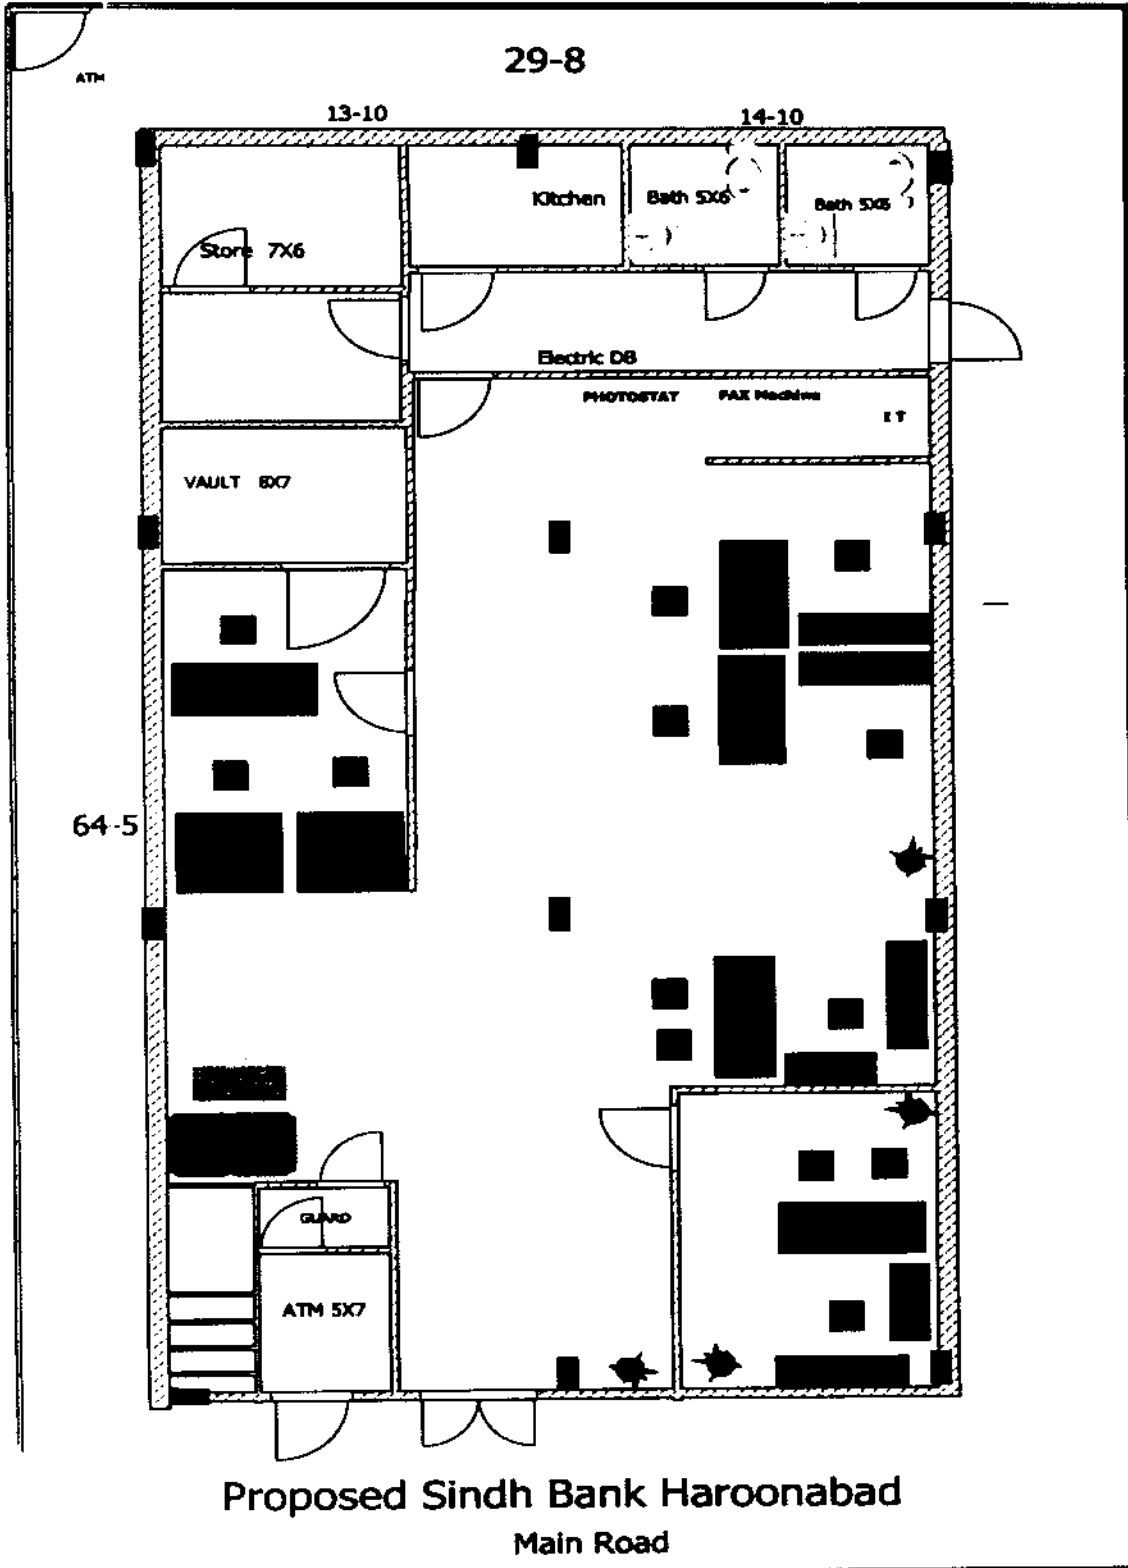 ATM
29-8
13-10
14-10
Kitchen
Bath 5X6
Bath 5X6
Store 7X6
Electric DB
PHOTOSTAT
FAX Machine
I T
VAULT 8X7
64-5
GUARD
ATM 5X7
Proposed Sindh Bank Haroonabad
Main Road